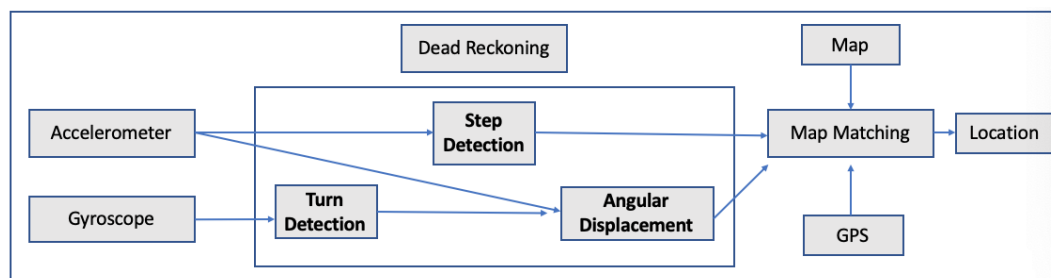 Dead Reckoning
Map
Accelerometer
Step
Detection
Map Matching
Location
Gyroscope
Turn
Detection
Angular
Displacement
GPS